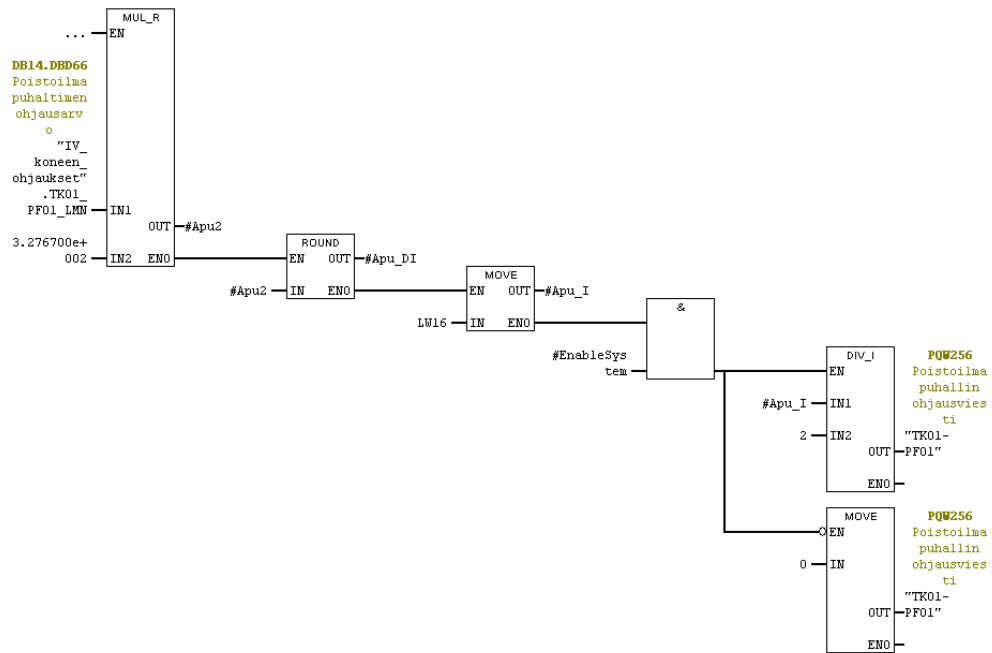 MUL_R
... EN
DB14.DBD66
Poistoilma
puhaltimen
ohjausarv
o
"IV_
koneen_
ohjaukset"
.TK01_
PF01_LMN IN1
OUT #Apu2
3.276700e+
002 IN2 ENO
ROUND
EN OUT #Apu_DI
#Apu2 IN ENO
MOVE
EN OUT #Apu_I
LW16 IN ENO
&
#EnableSys
tem
DIV_I
EN
#Apu_I IN1
2 IN2
OUT
ENO
PQW256
Poistoilma
puhallin
ohjausvies
ti
"TK01-
PF01"
MOVE
EN
0 IN
OUT
ENO
PQW256
Poistoilma
puhallin
ohjausvies
ti
"TK01-
PF01"